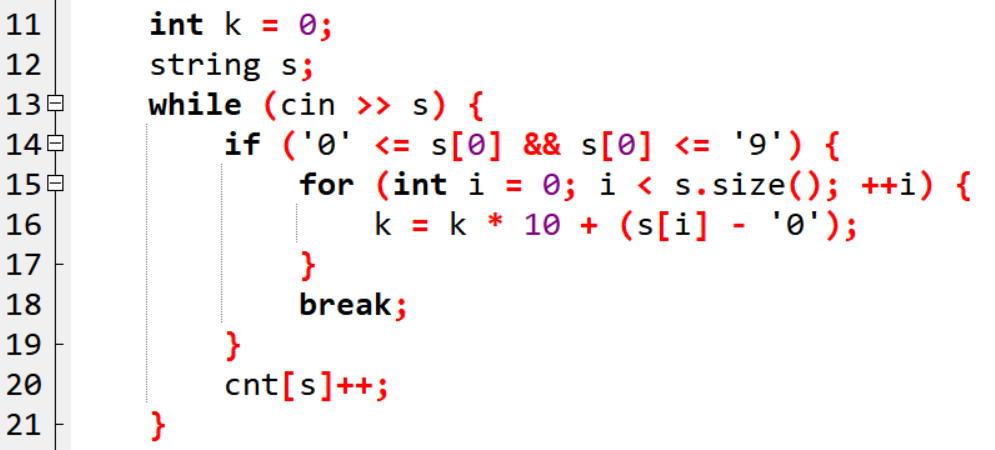 11 int k = 0;
12 string s;
13 while (cin >> s) {
14 if ('0' <= s[0] && s[0] <= '9') {
15 for (int i = 0; i < s.size(); ++i) {
16 k = k * 10 + (s[i] - '0');
17 }
18 break;
19 }
20 cnt[s]++;
21 }